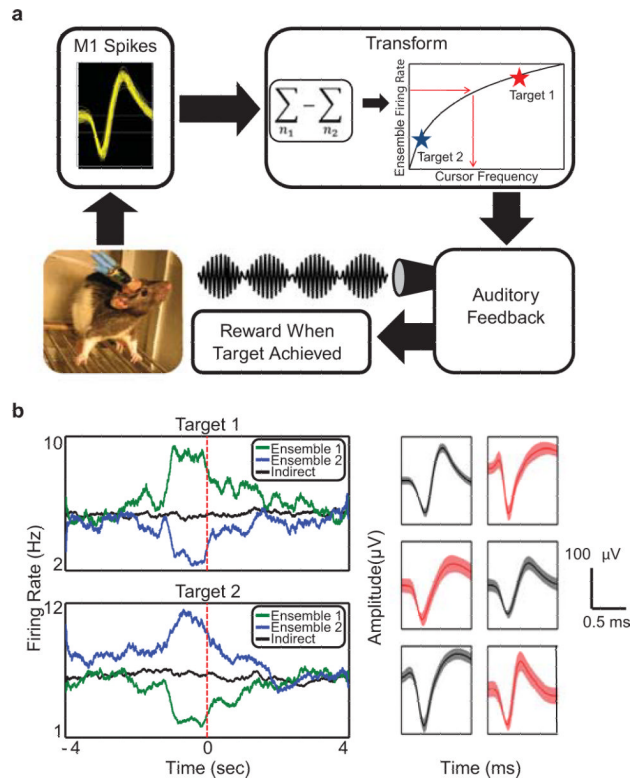 a
M1 Spikes
Transform
∑n₁ − ∑n₂
Ensemble Firing Rate
Target 1
Target 2
Cursor Frequency
Auditory
Feedback
Reward When
Target Achieved
b
Target 1
10
2
Ensemble 1
Ensemble 2
Indirect
Firing Rate (Hz)
Target 2
12
1
Ensemble 1
Ensemble 2
Indirect
-4
0
4
Time (sec)
Amplitude(μV)
100 μV
0.5 ms
Time (ms)